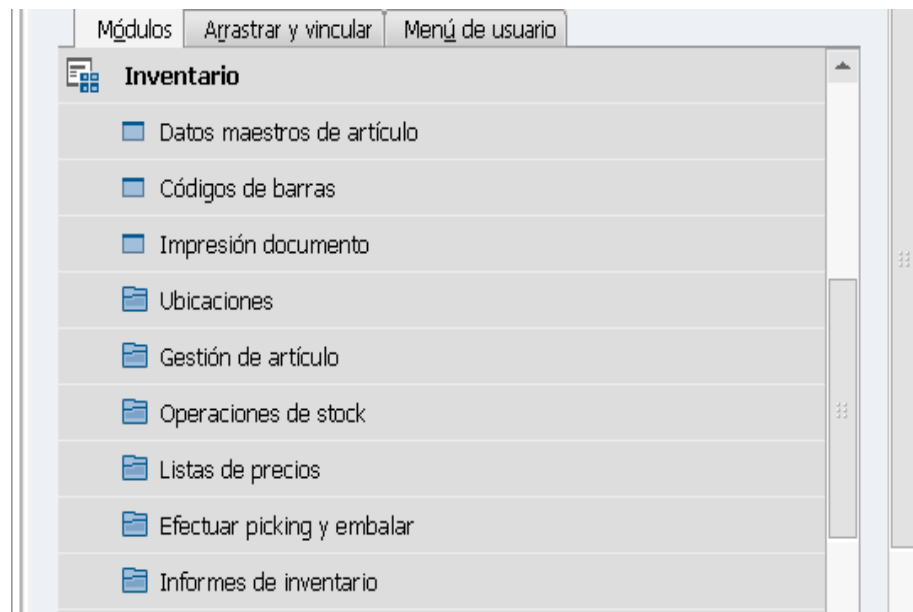 Módulos Arrastrar y vincular Menú de usuario
Inventario
Datos maestros de artículo
Códigos de barras
Impresión documento
Ubicaciones
Gestión de artículo
Operaciones de stock
Listas de precios
Efectuar picking y embalar
Informes de inventario